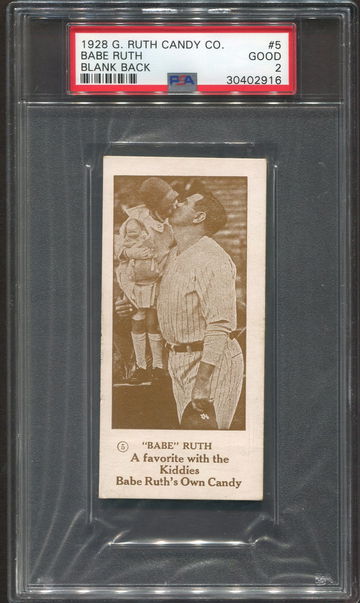 1928 G. RUTH CANDY CO. #5
BABE RUTH GOOD
BLANK BACK PSA 2
30402916
5 "BABE" RUTH
A favorite with the
Kiddies
Babe Ruth's Own Candy